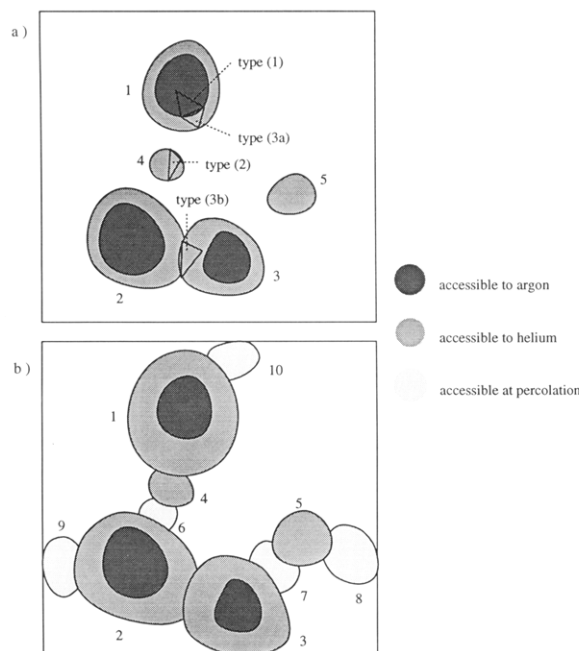 a )
type (1)
1
type (3a)
4
type (2)
5
type (3b)
2
3
accessible to argon
accessible to helium
b )
accessible at percolation
10
1
4
5
9
6
7
8
2
3